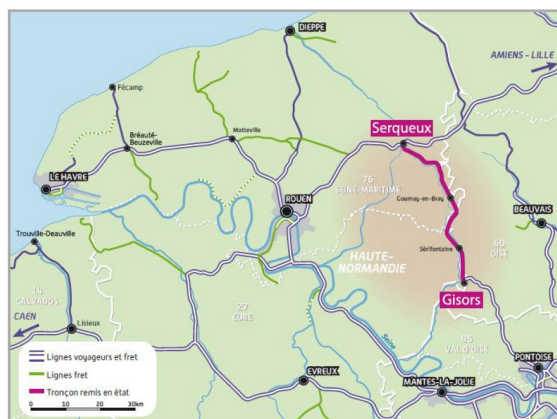 DIEPPE
AMIENS - LILLE
Fécamp
Serqueux
Bréauté-
Beuzeville
Motteville
LE HAVRE
76
SEINE-MARITIME
Gournay-en-Bray
ROUEN
BEAUVAIS
Trouville-Deauville
60
OISE
Sérifontaine
HAUTE-
NORMANDIE
14
CALVADOS
Gisors
27
EURE
CAEN
Lisieux
Seine
95
VAL D'OISE
PONTOISE
EVREUX
MANTES-LA-JOLIE
Lignes voyageurs et fret
Lignes fret
Tronçon remis en état
0 10 20 30km